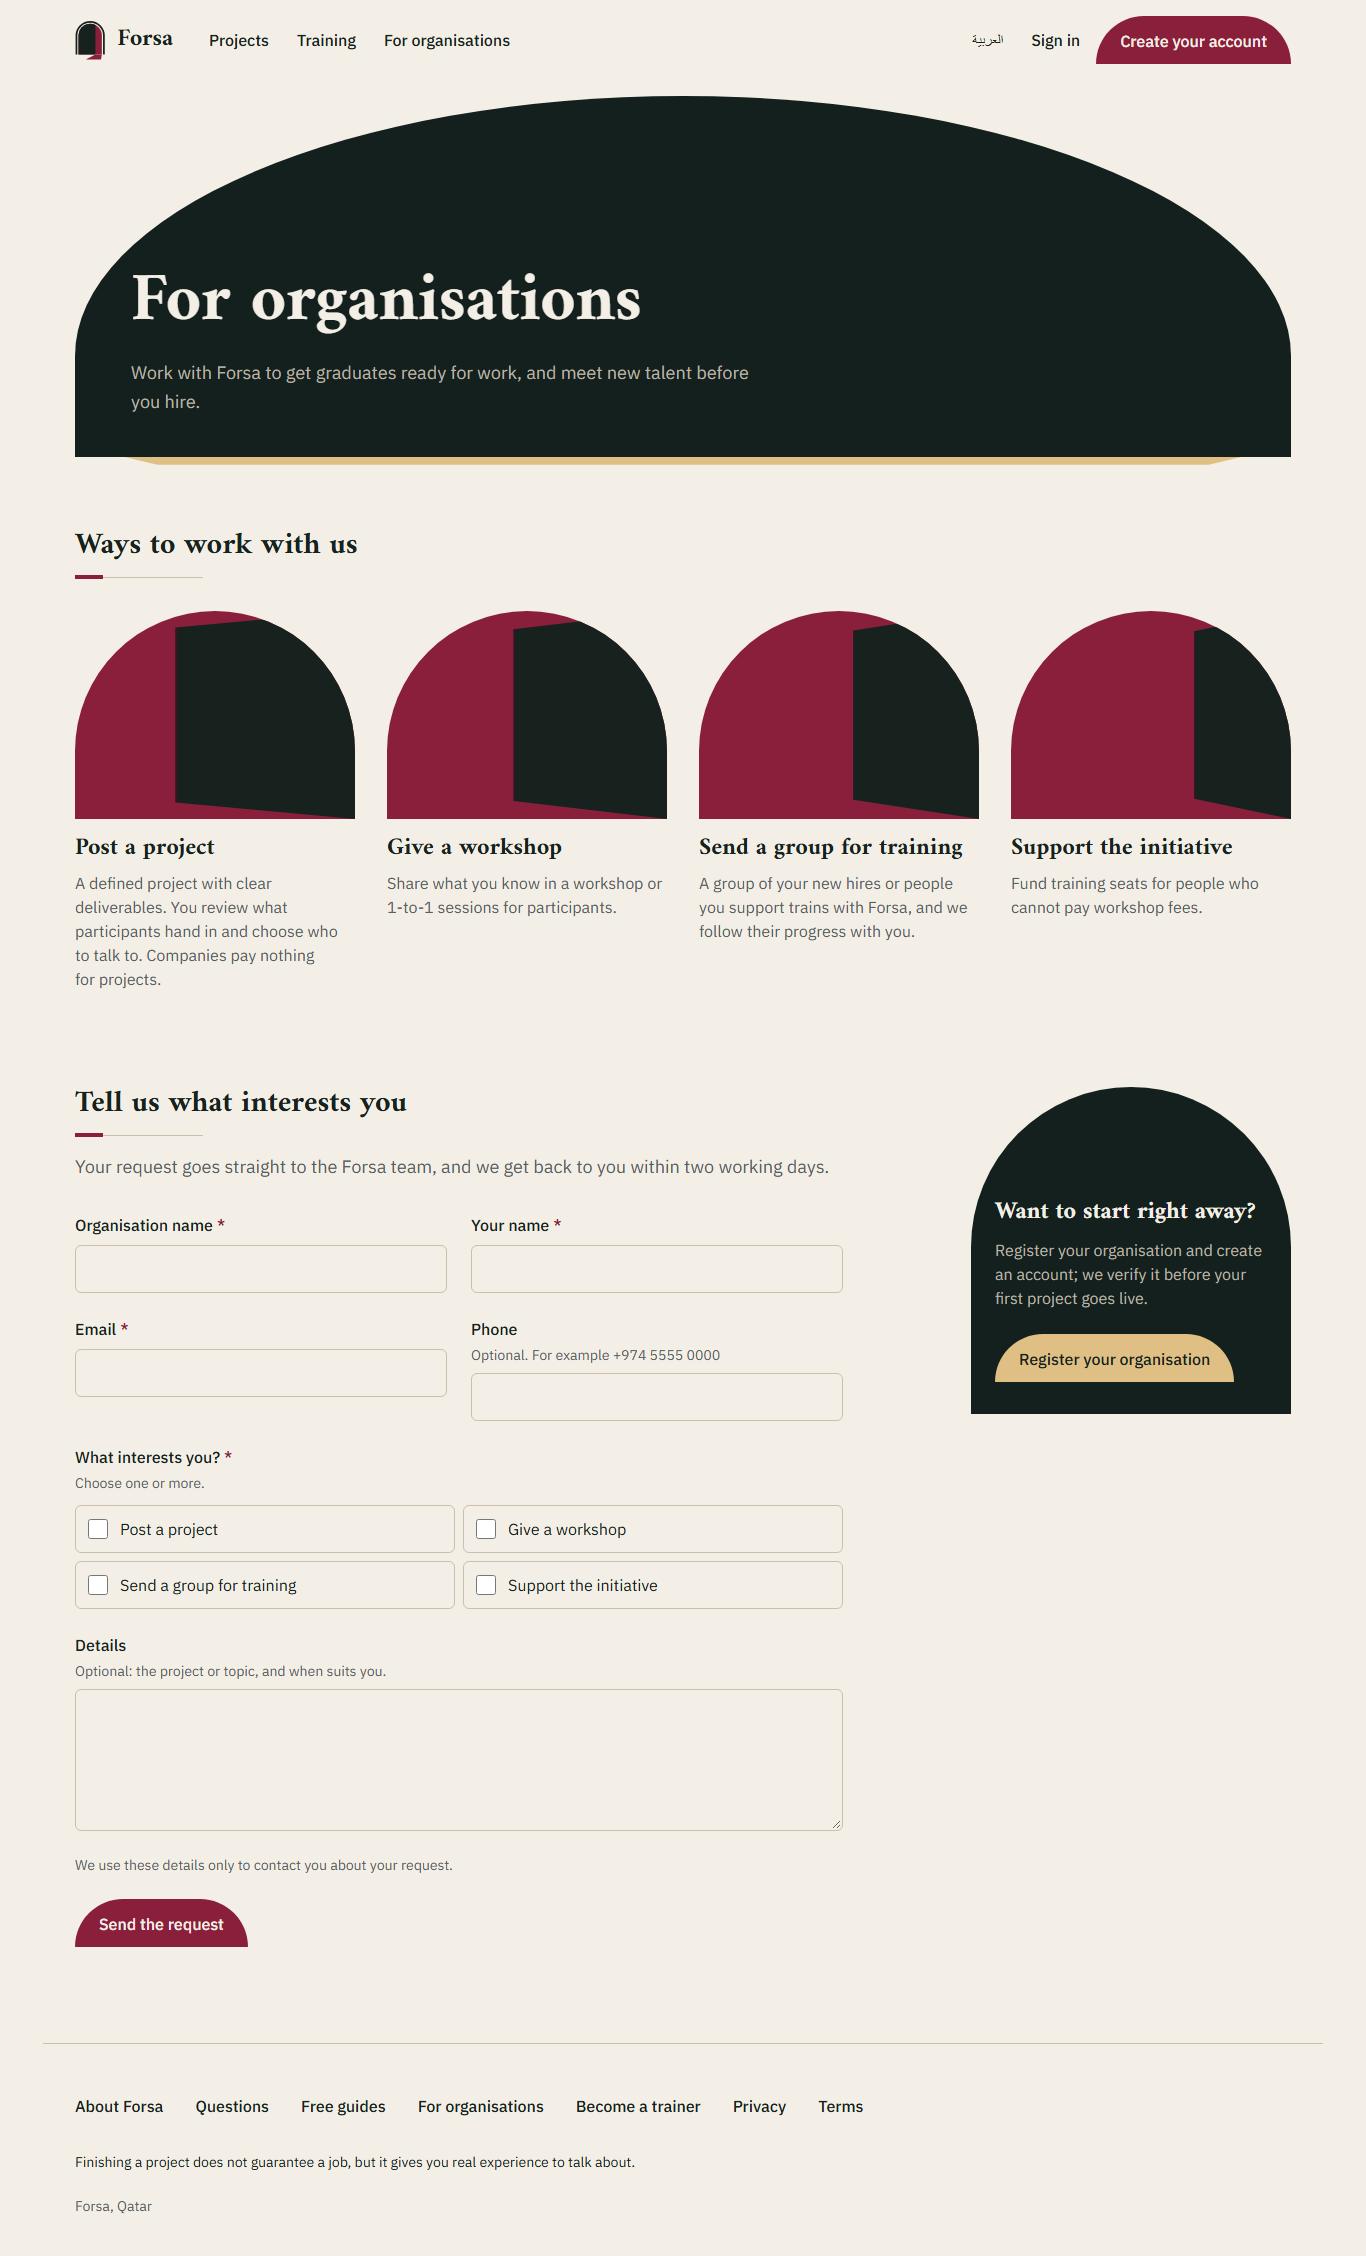 Forsa
Projects
Training
For organisations
العربية
Sign in
Create your account
For organisations
Work with Forsa to get graduates ready for work, and meet new talent before
you hire.
Ways to work with us
Post a project
A defined project with clear
deliverables. You review what
participants hand in and choose who
to talk to. Companies pay nothing
for projects.
Give a workshop
Share what you know in a workshop or
1-to-1 sessions for participants.
Send a group for training
A group of your new hires or people
you support trains with Forsa, and we
follow their progress with you.
Support the initiative
Fund training seats for people who
cannot pay workshop fees.
Tell us what interests you
Your request goes straight to the Forsa team, and we get back to you within two working days.
Organisation name *
Your name *
Email *
Phone
Optional. For example +974 5555 0000
What interests you? *
Choose one or more.
Post a project
Give a workshop
Send a group for training
Support the initiative
Details
Optional: the project or topic, and when suits you.
We use these details only to contact you about your request.
Send the request
Want to start right away?
Register your organisation and create
an account; we verify it before your
first project goes live.
Register your organisation
About Forsa
Questions
Free guides
For organisations
Become a trainer
Privacy
Terms
Finishing a project does not guarantee a job, but it gives you real experience to talk about.
Forsa, Qatar